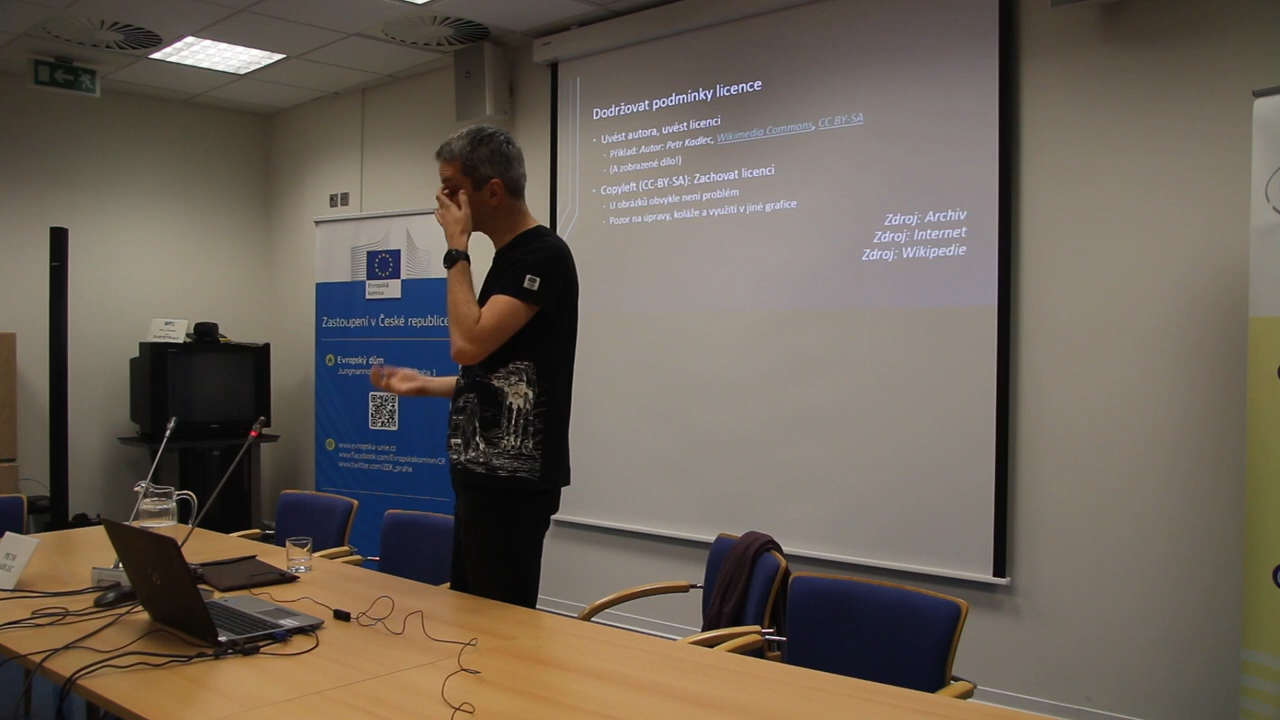 Dodržovat podmínky licence
- Uvést autora, uvést licenci
- Příklad: Autor: Petr Kadlec, Wikimedia Commons, CC BY-SA
- (A zobrazené dílo!)
- Copyleft (CC-BY-SA): Zachovat licenci
- U obrázků obvykle není problém
- Pozor na úpravy, koláže a využití v jiné grafice
Zdroj: Archiv
Zdroj: Internet
Zdroj: Wikipedie
Evropská
komise
Zastoupení v České republice
Evropský dům
1
www.evropska-unie.cz
www.facebook.com/EvropskakomiseCR
www.twitter.com/ZEK_praha
PETR